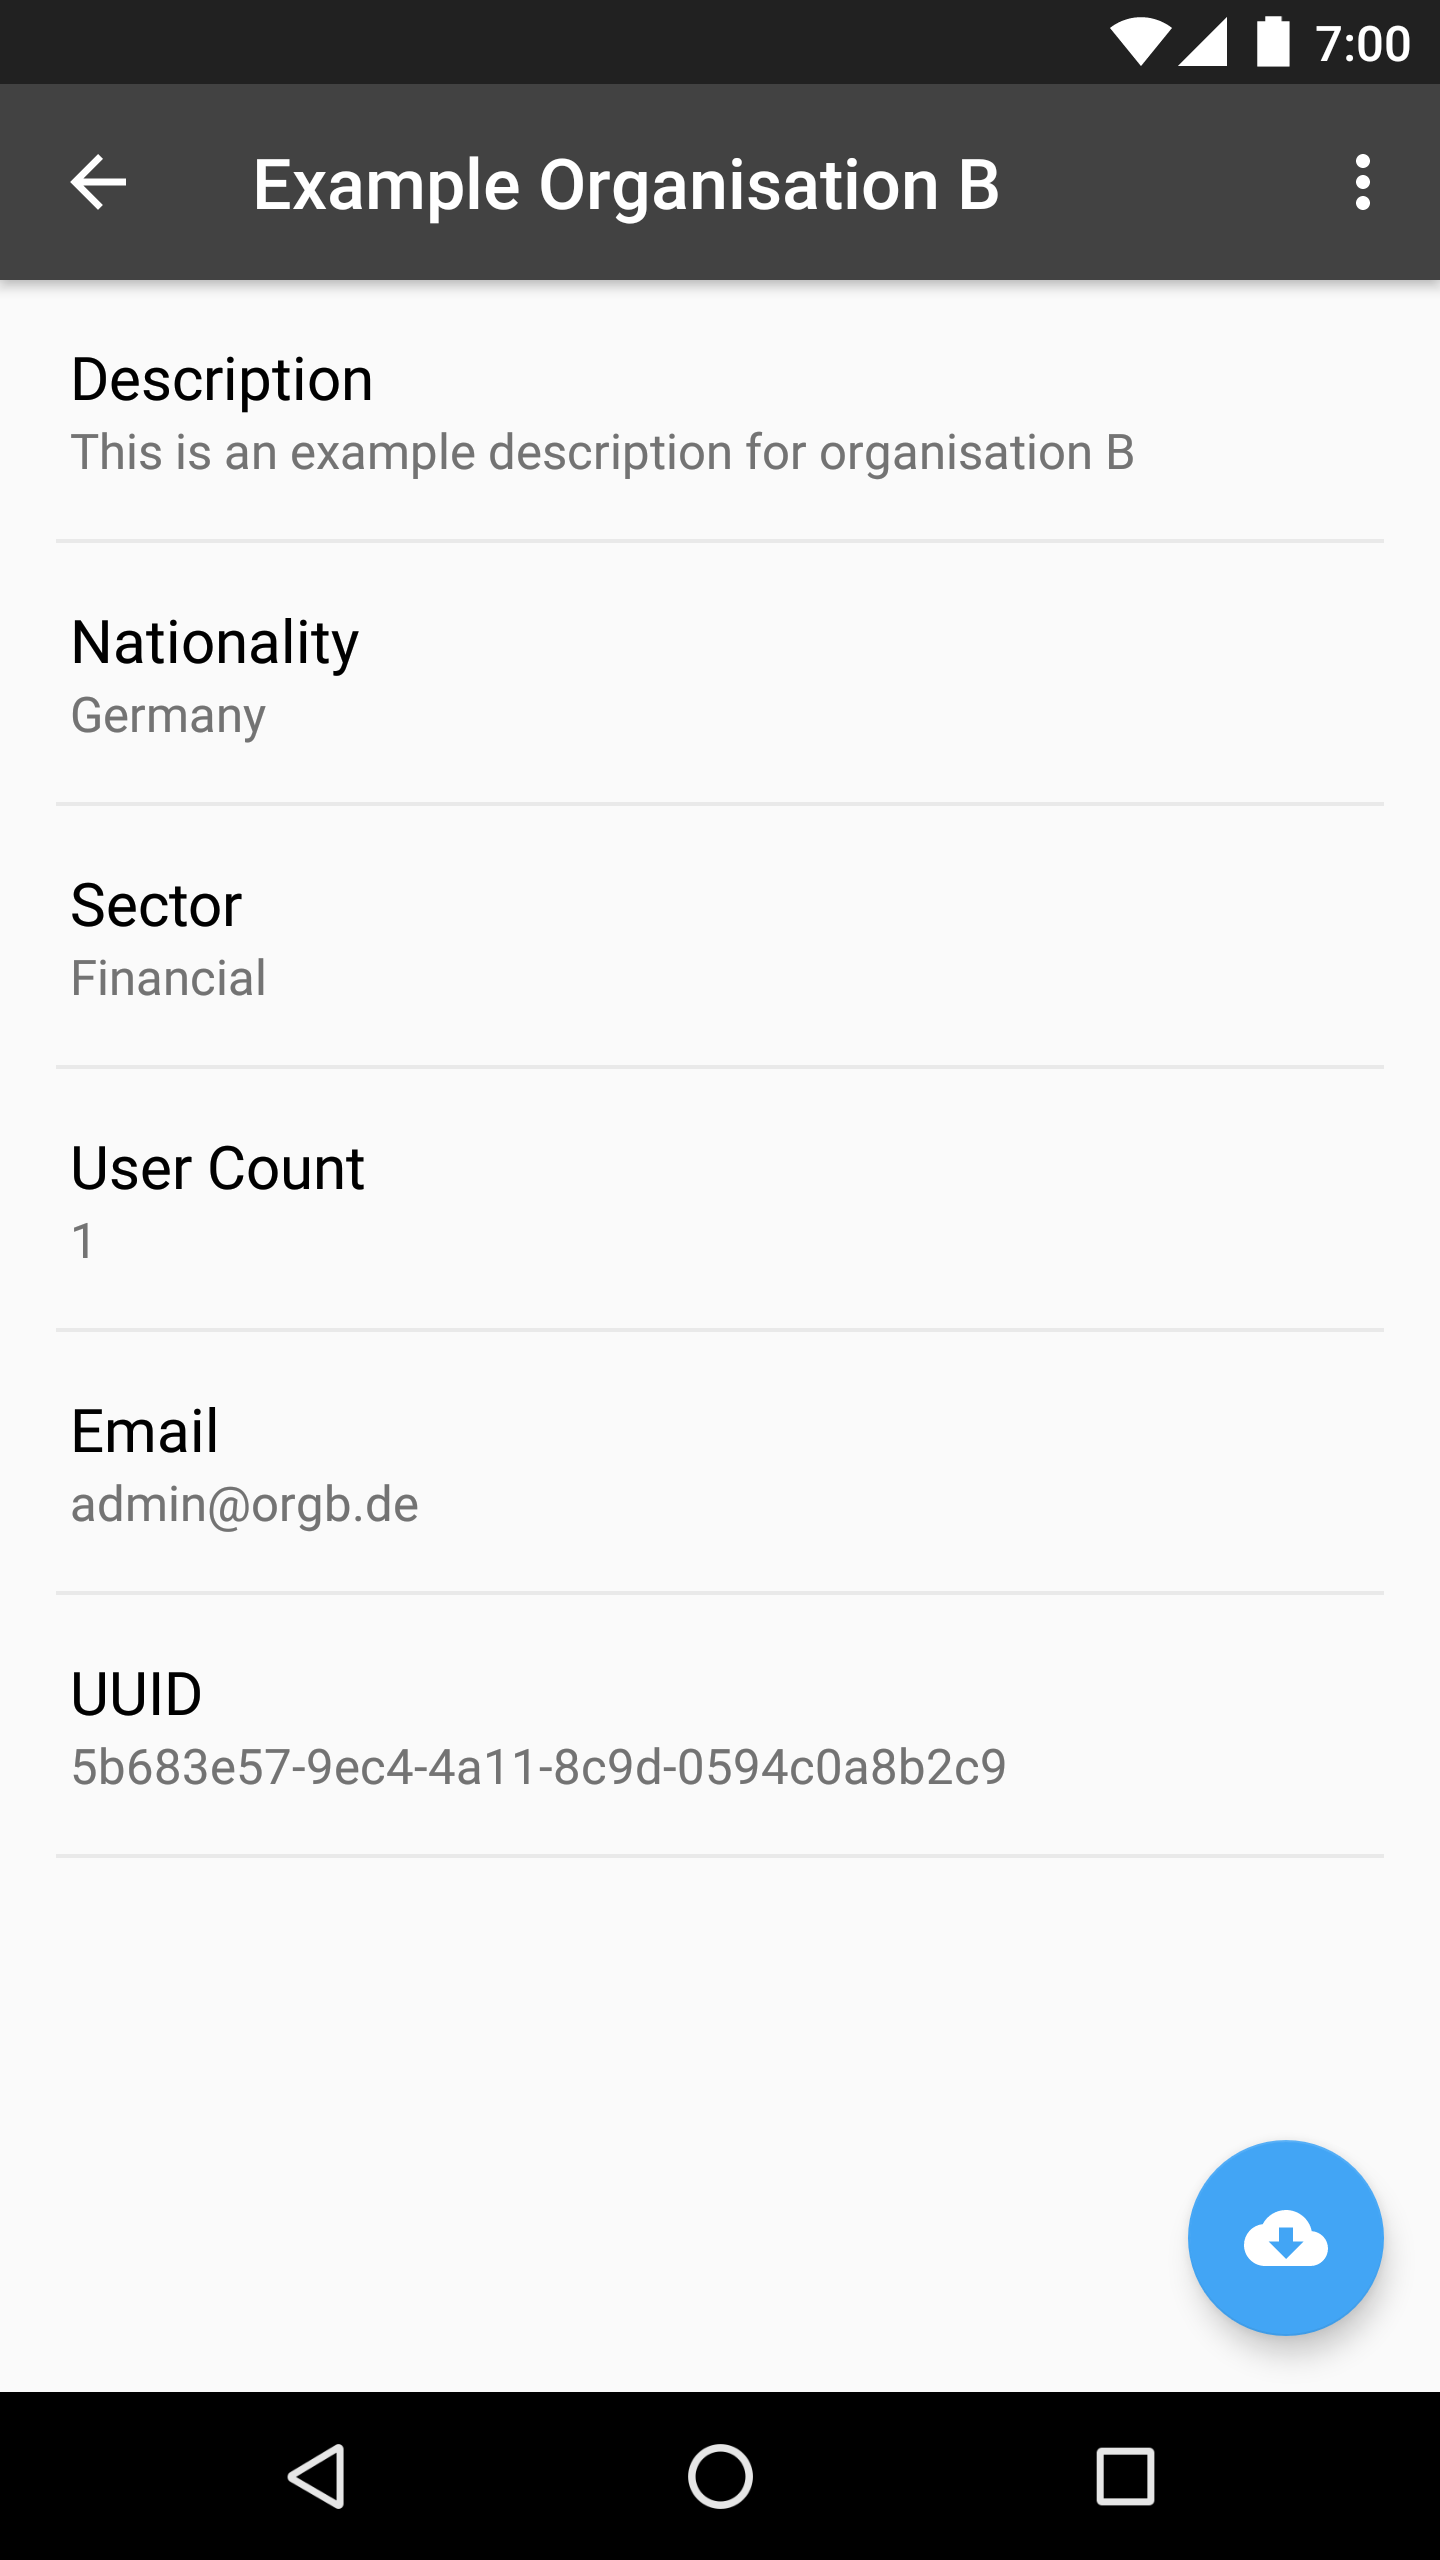 7:00
Example Organisation B
Description
This is an example description for organisation B
Nationality
Germany
Sector
Financial
User Count
1
Email
admin@orgb.de
UUID
5b683e57-9ec4-4a11-8c9d-0594c0a8b2c9